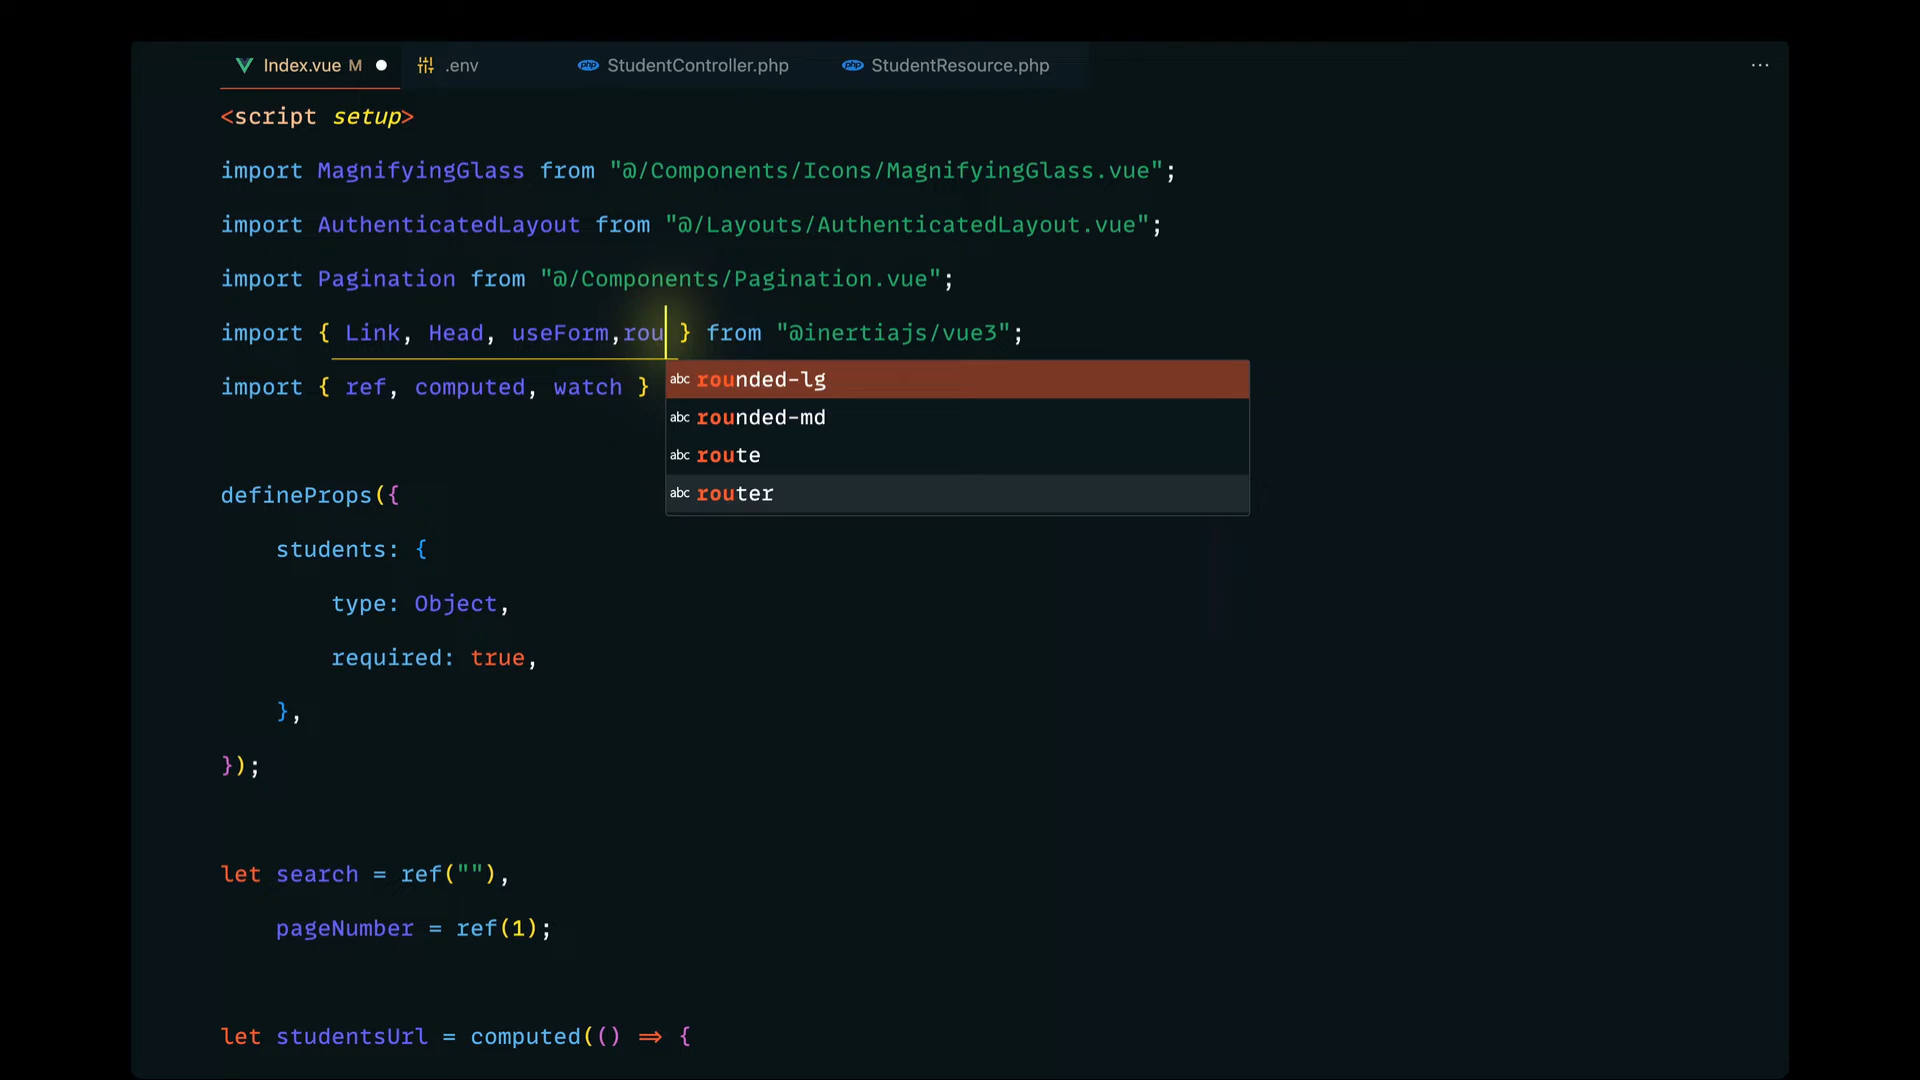 Index.vue M
.env
php StudentController.php
php StudentResource.php
...
<script setup>
import MagnifyingGlass from "@/Components/Icons/MagnifyingGlass.vue";
import AuthenticatedLayout from "@/Layouts/AuthenticatedLayout.vue";
import Pagination from "@/Components/Pagination.vue";
import { Link, Head, useForm,rou } from "@inertiajs/vue3";
import { ref, computed, watch }
abc rounded-lg
abc rounded-md
abc route
abc router
defineProps({
students: {
type: Object,
required: true,
},
});
let search = ref(""),
pageNumber = ref(1);
let studentsUrl = computed(() => {